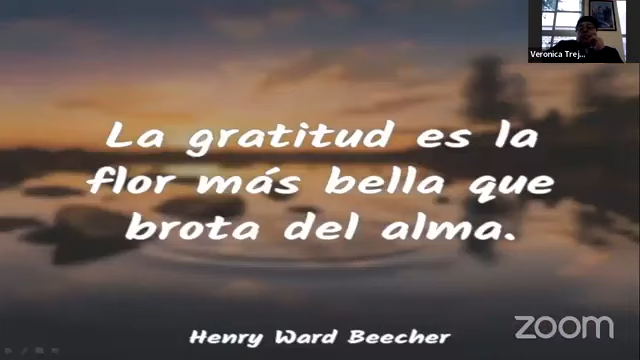 Veronica Trej...
La gratitud es la
flor más bella que
brota del alma.
Henry Ward Beecher
zoom